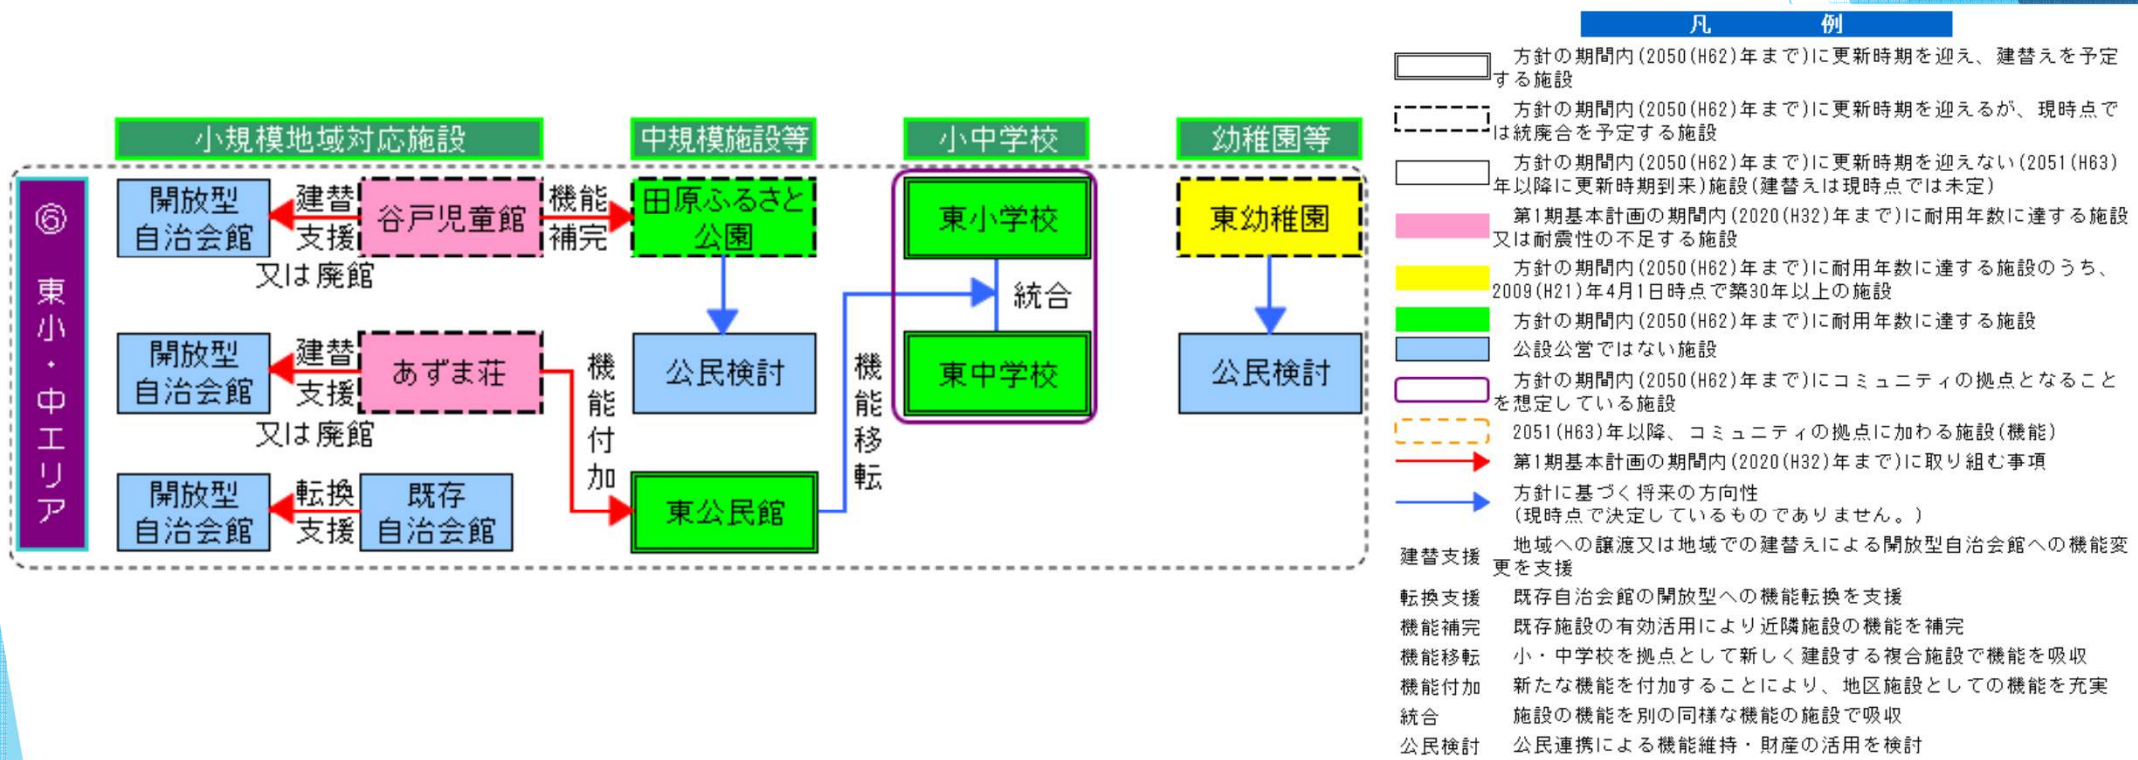 小規模地域対応施設
中規模施設等
小中学校
幼稚園等
⑥ 東小・中エリア
開放型
自治会館
建替
支援
谷戸児童館
機能
補完
田原ふるさと
公園
東小学校
東幼稚園
又は廃館
統合
開放型
自治会館
建替
支援
あずま荘
機能付加
公民検討
機能移転
東中学校
公民検討
又は廃館
開放型
自治会館
転換
支援
既存
自治会館
東公民館
凡 例
方針の期間内(2050(H62)年まで)に更新時期を迎え、建替えを予定
する施設
方針の期間内(2050(H62)年まで)に更新時期を迎えるが、現時点で
は統廃合を予定する施設
方針の期間内(2050(H62)年まで)に更新時期を迎えない(2051(H63)
年以降に更新時期到来)施設(建替えは現時点では未定)
第1期基本計画の期間内(2020(H32)年まで)に耐用年数に達する施設
又は耐震性の不足する施設
方針の期間内(2050(H62)年まで)に耐用年数に達する施設のうち、
2009(H21)年4月1日時点で築30年以上の施設
方針の期間内(2050(H62)年まで)に耐用年数に達する施設
公設公営ではない施設
方針の期間内(2050(H62)年まで)にコミュニティの拠点となること
を想定している施設
2051(H63)年以降、コミュニティの拠点に加わる施設(機能)
第1期基本計画の期間内(2020(H32)年まで)に取り組む事項
方針に基づく将来の方向性
(現時点で決定しているものでありません。)
建替支援 地域への譲渡又は地域での建替えによる開放型自治会館への機能変
更を支援
転換支援 既存自治会館の開放型への機能転換を支援
機能補完 既存施設の有効活用により近隣施設の機能を補完
機能移転 小・中学校を拠点として新しく建設する複合施設で機能を吸収
機能付加 新たな機能を付加することにより、地区施設としての機能を充実
統合 施設の機能を別の同様な機能の施設で吸収
公民検討 公民連携による機能維持・財産の活用を検討